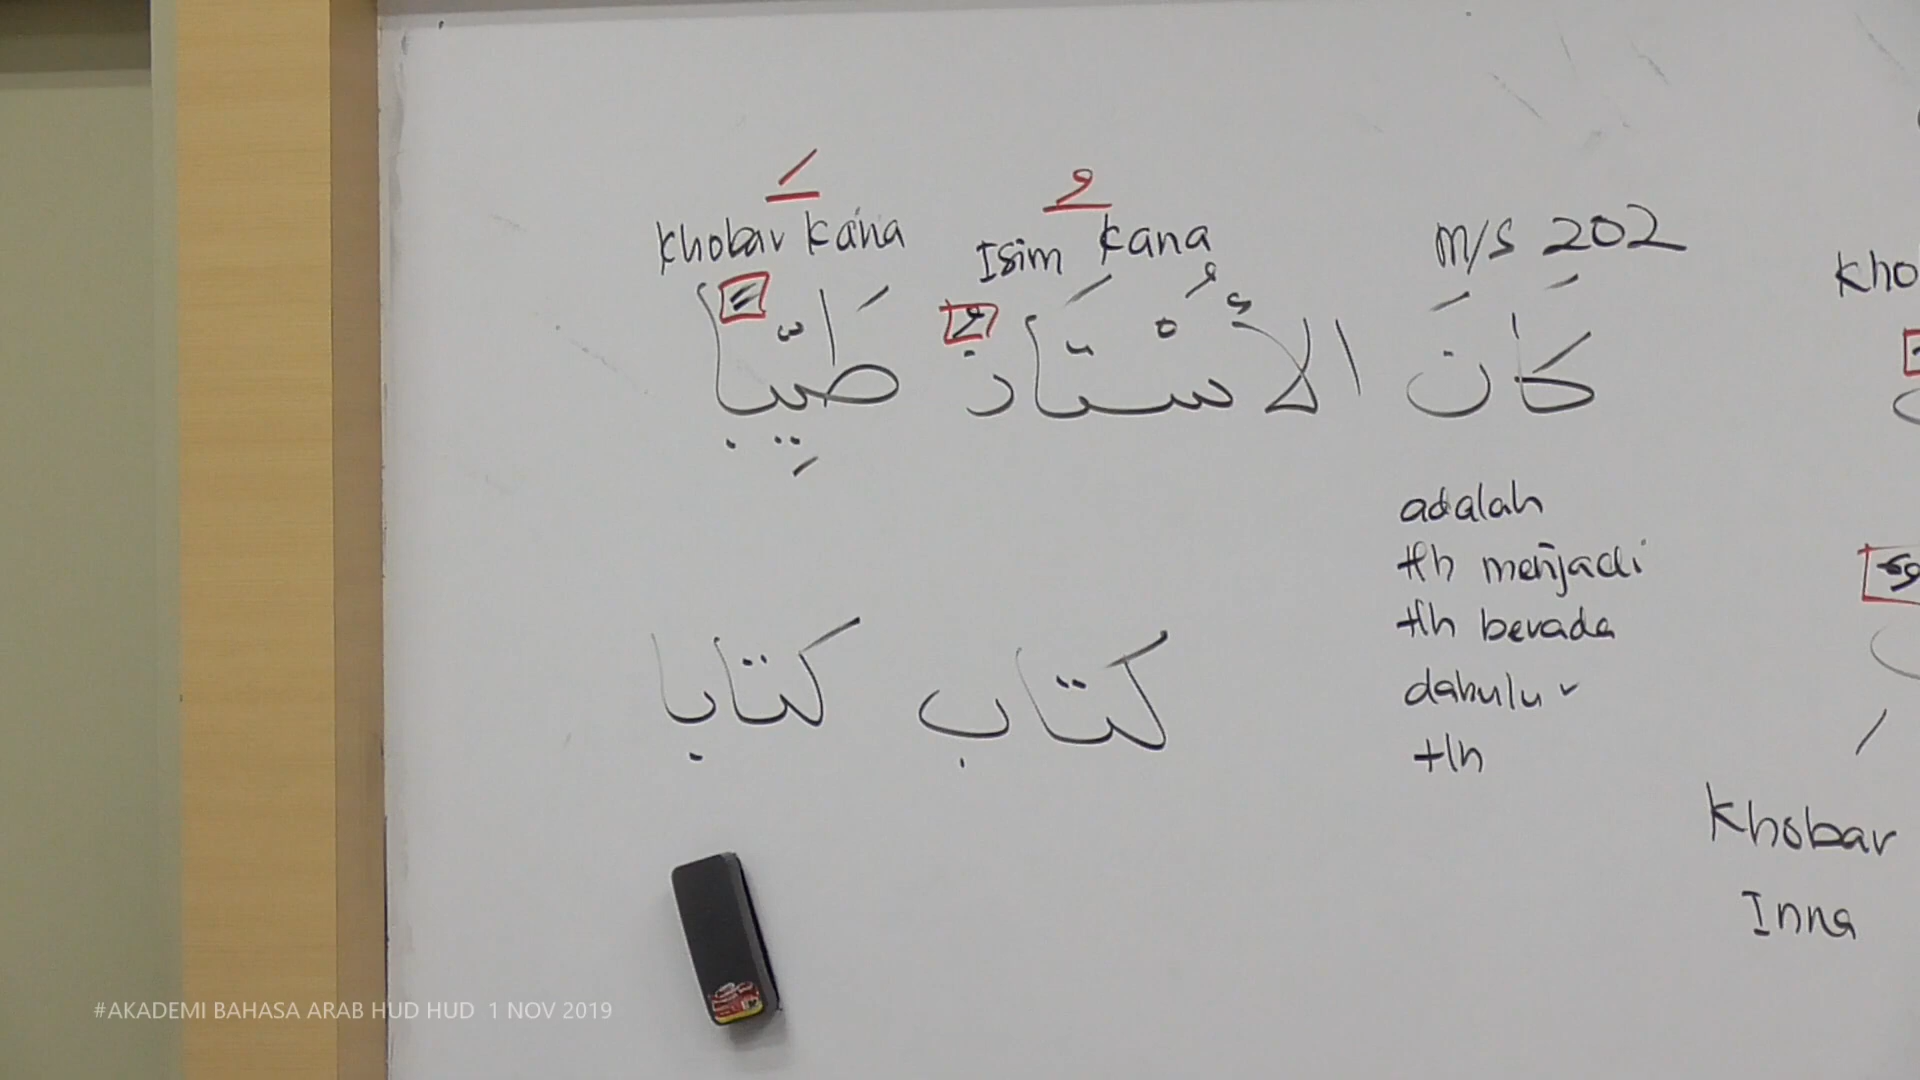 Khobar Kana Isim Kana m/s 202
كَانَ الأُسْتَاذُ طَيِّبًا
adalah
tlh menjadi
tlh berada
dahulu
tlh
كتاب كتابا
Khobar
Inna
#AKADEMI BAHASA ARAB HUD HUD 1 NOV 2019